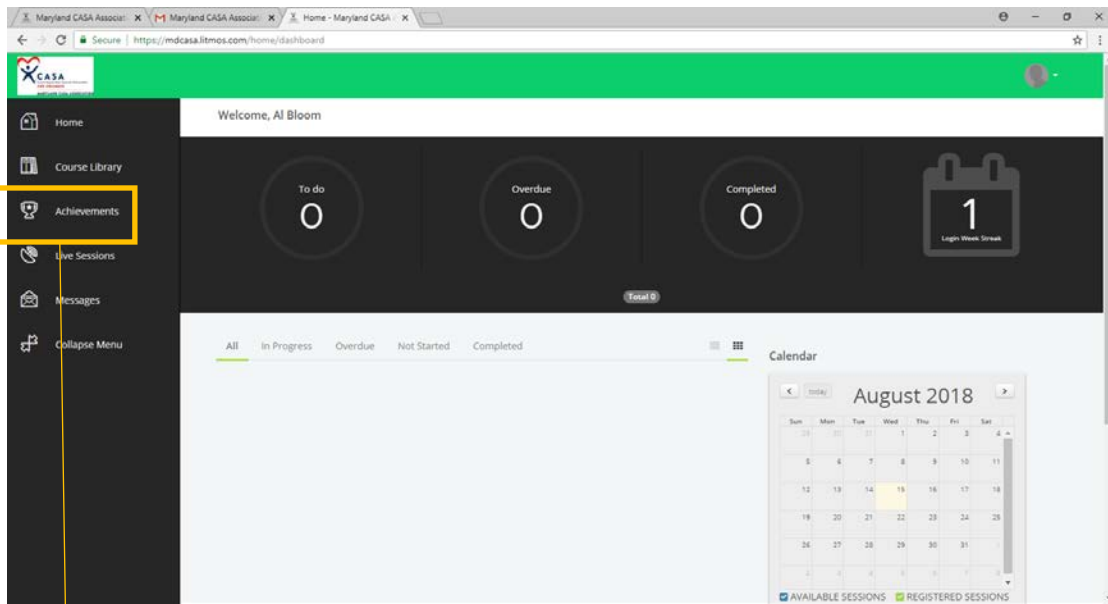 Maryland CASA Associat
Maryland CASA Associat
Home - Maryland CASA
Secure | https://mdcasa.litmos.com/home/dashboard
CASA
Welcome, Al Bloom
Home
Course Library
Achievements
Live Sessions
Messages
Collapse Menu
To do
0
Overdue
0
Completed
0
1
Login Week Streak
Total 0
All In Progress Overdue Not Started Completed
Calendar
today August 2018
Sun Mon Tue Wed Thu Fri Sat
29 30 31 1 2 3 4
5 6 7 8 9 10 11
12 13 14 15 16 17 18
19 20 21 22 23 24 25
26 27 28 29 30 31
AVAILABLE SESSIONS REGISTERED SESSIONS